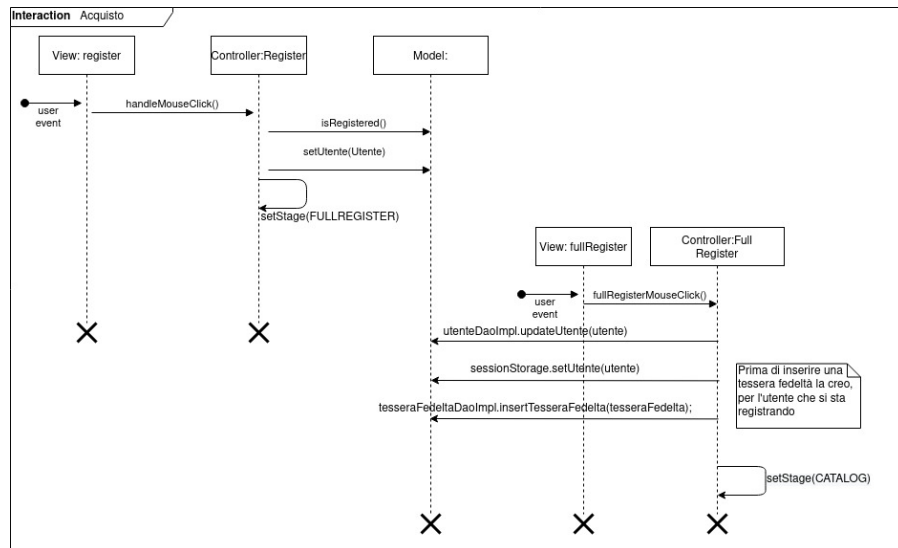 Interaction Acquisto
View: register
Controller:Register
Model:
user
event
handleMouseClick()
isRegistered()
setUtente(Utente)
setStage(FULLREGISTER)
View: fullRegister
Controller:Full
Register
user
event
fullRegisterMouseClick()
utenteDaoImpl.updateUtente(utente)
sessionStorage.setUtente(utente)
Prima di inserire una
tessera fedeltà la creo,
per l'utente che si sta
registrando
tesseraFedeltaDaoImpl.insertTesseraFedelta(tesseraFedelta);
setStage(CATALOG)